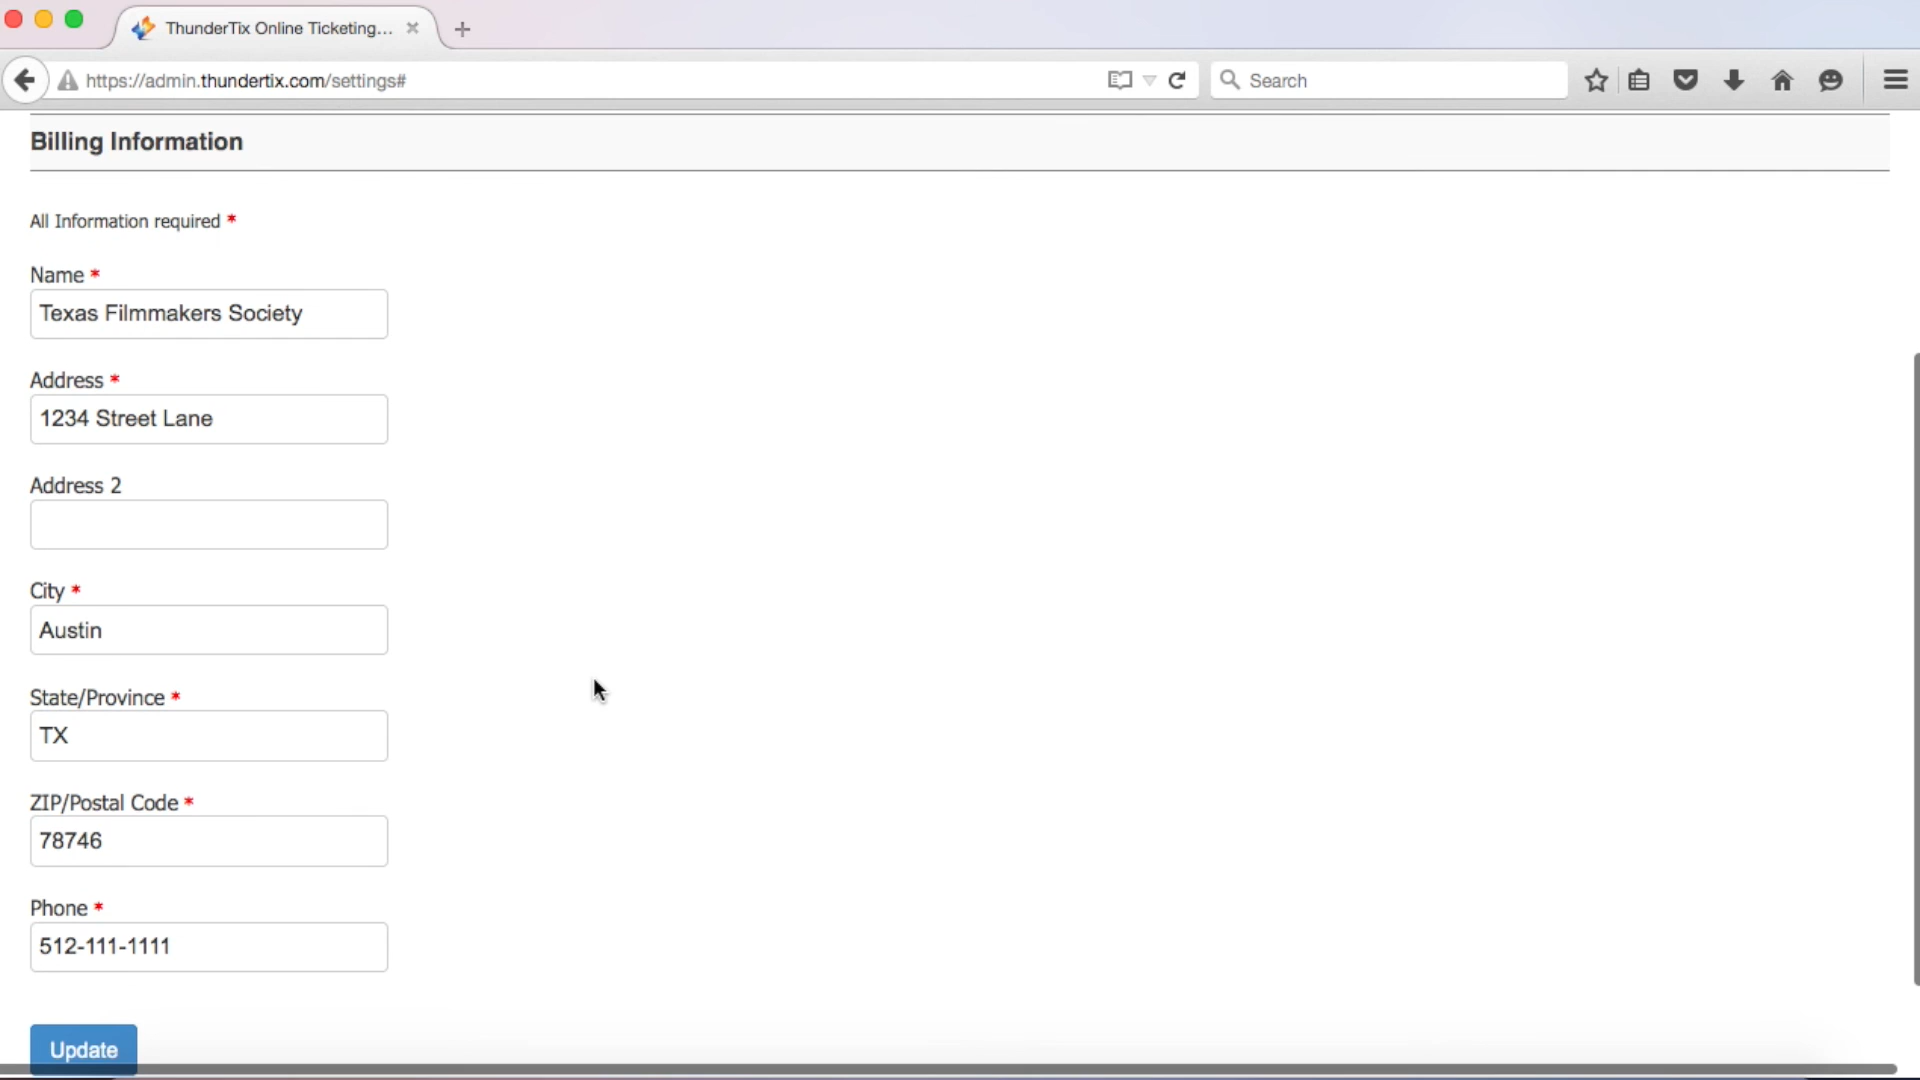 ThunderTix Online Ticketing...
https://admin.thundertix.com/settings#
Search
Billing Information
All Information required *
Name *
Texas Filmmakers Society
Address *
1234 Street Lane
Address 2
City *
Austin
State/Province *
TX
ZIP/Postal Code *
78746
Phone *
512-111-1111
Update